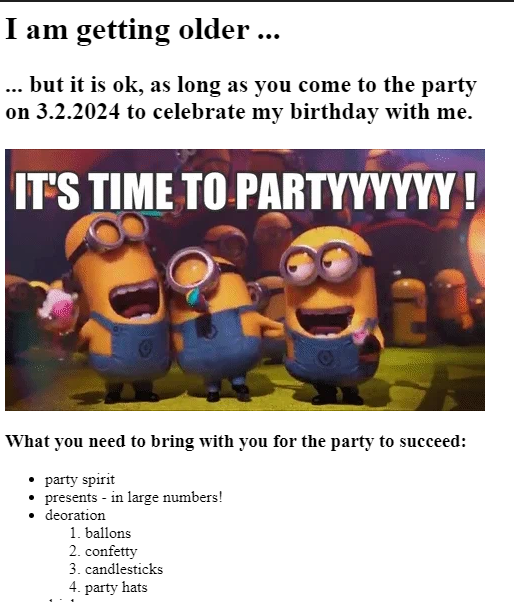 I am getting older ...
... but it is ok, as long as you come to the party
on 3.2.2024 to celebrate my birthday with me.
IT'S TIME TO PARTYYYYYY !
What you need to bring with you for the party to succeed:
party spirit
presents - in large numbers!
deoration
1. ballons
2. confetty
3. candlesticks
4. party hats